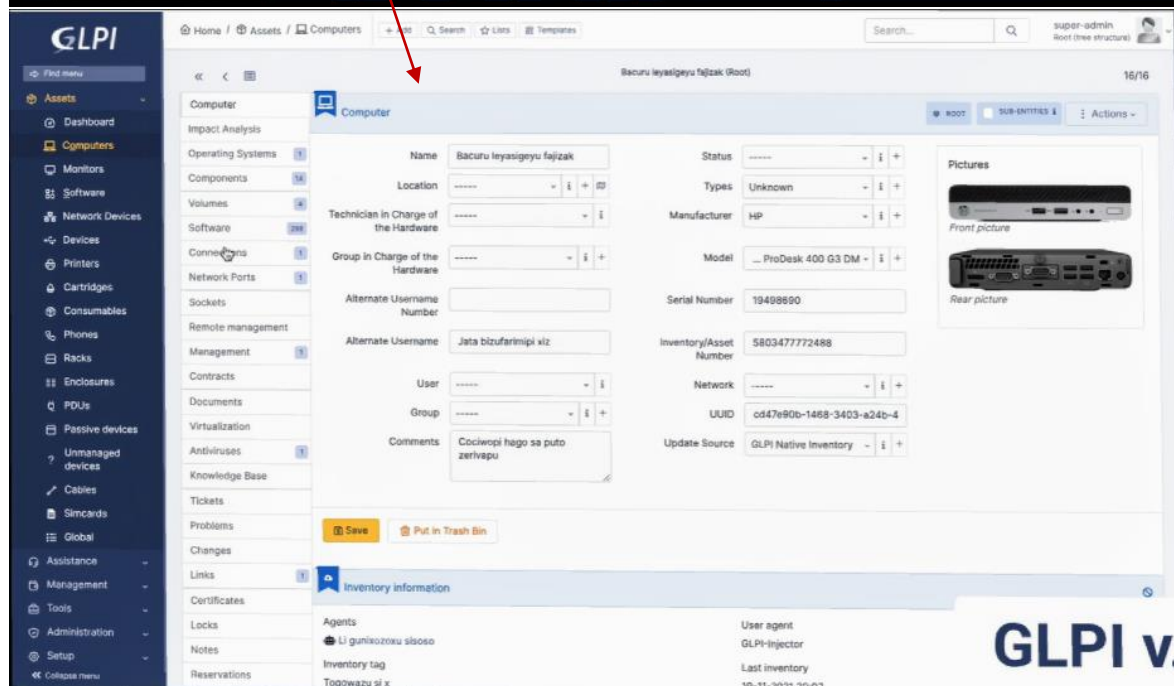 GLPI
Home / Assets / Computers
+ Add
Search
Lists
Templates
Search...
super-admin
Root (tree structure)
Find menu
Assets
Dashboard
Computers
Monitors
Software
Network Devices
Devices
Printers
Cartridges
Consumables
Phones
Racks
Enclosures
PDUs
Passive devices
Unmanaged
devices
Cables
Simcards
Global
Assistance
Management
Tools
Administration
Setup
Collapse menu
Bacuru leyasigeyu fajizak (Root)
16/16
Computer
Impact Analysis
Operating Systems 1
Components 14
Volumes 4
Software
Connections 1
Network Ports 1
Sockets
Remote management
Management 1
Contracts
Documents
Virtualization
Antiviruses 1
Knowledge Base
Tickets
Problems
Changes
Links 1
Certificates
Locks
Notes
Reservations
Computer
ROOT
SUB-ENTITIES
Actions
Name Bacuru leyasigeyu fajizak
Location -----
Technician in Charge of
the Hardware -----
Group in Charge of the
Hardware -----
Alternate Username
Number
Alternate Username Jata bizufarimipi xiz
User -----
Group -----
Comments Cociwopi hago sa puto
zerivapu
Status -----
Types Unknown
Manufacturer HP
Model ... ProDesk 400 G3 DM
Serial Number 19498690
Inventory/Asset
Number 5803477772488
Network -----
UUID cd47e90b-1468-3403-a24b-4
Update Source GLPI Native Inventory
Pictures
Front picture
Rear picture
Save
Put in Trash Bin
Inventory information
Agents
Li gunixozoxu sisoso
Inventory tag
Togowazu si x
User agent
GLPI-Injector
Last inventory
GLPI v.